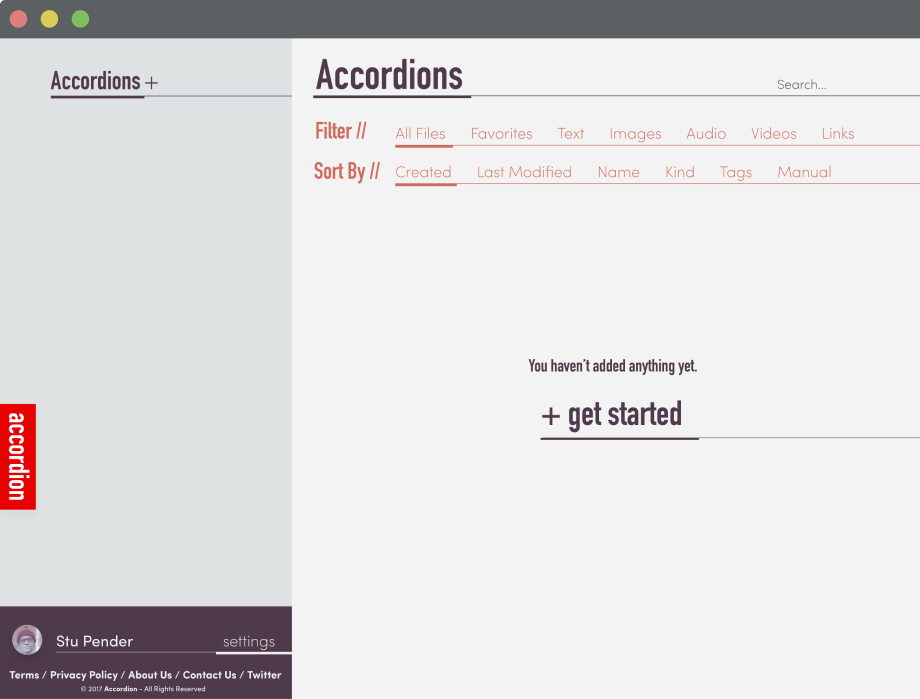 Accordions +
Accordions
Search...
Filter // All Files Favorites Text Images Audio Videos Links
Sort By // Created Last Modified Name Kind Tags Manual
You haven't added anything yet.
+ get started
accordion
Stu Pender settings
Terms / Privacy Policy / About Us / Contact Us / Twitter
© 2017 Accordion - All Rights Reserved